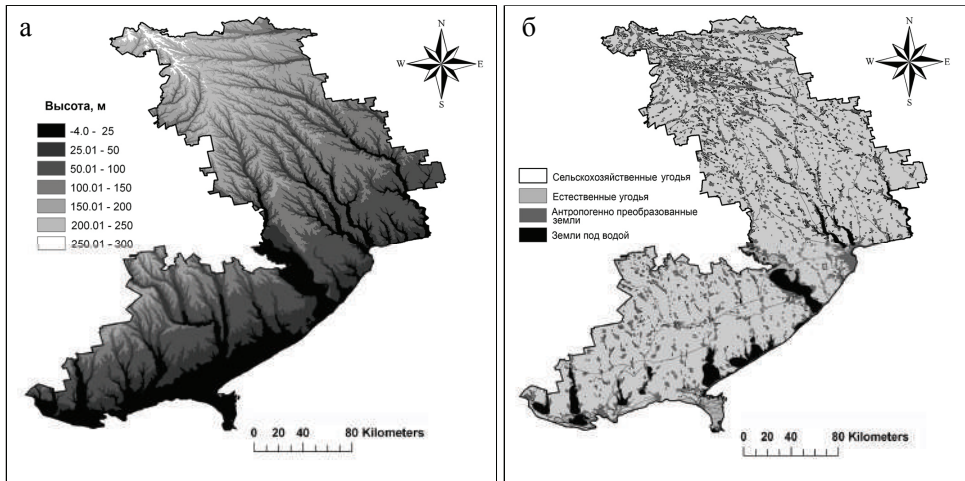 а
N
W
E
S
Высота, м
-4.0 - 25
25.01 - 50
50.01 - 100
100.01 - 150
150.01 - 200
200.01 - 250
250.01 - 300
0 20 40 80 Kilometers
б
N
W
E
S
Сельскохозяйственные угодья
Естественные угодья
Антропогенно преобразованные
земли
Земли под водой
0 20 40 80 Kilometers